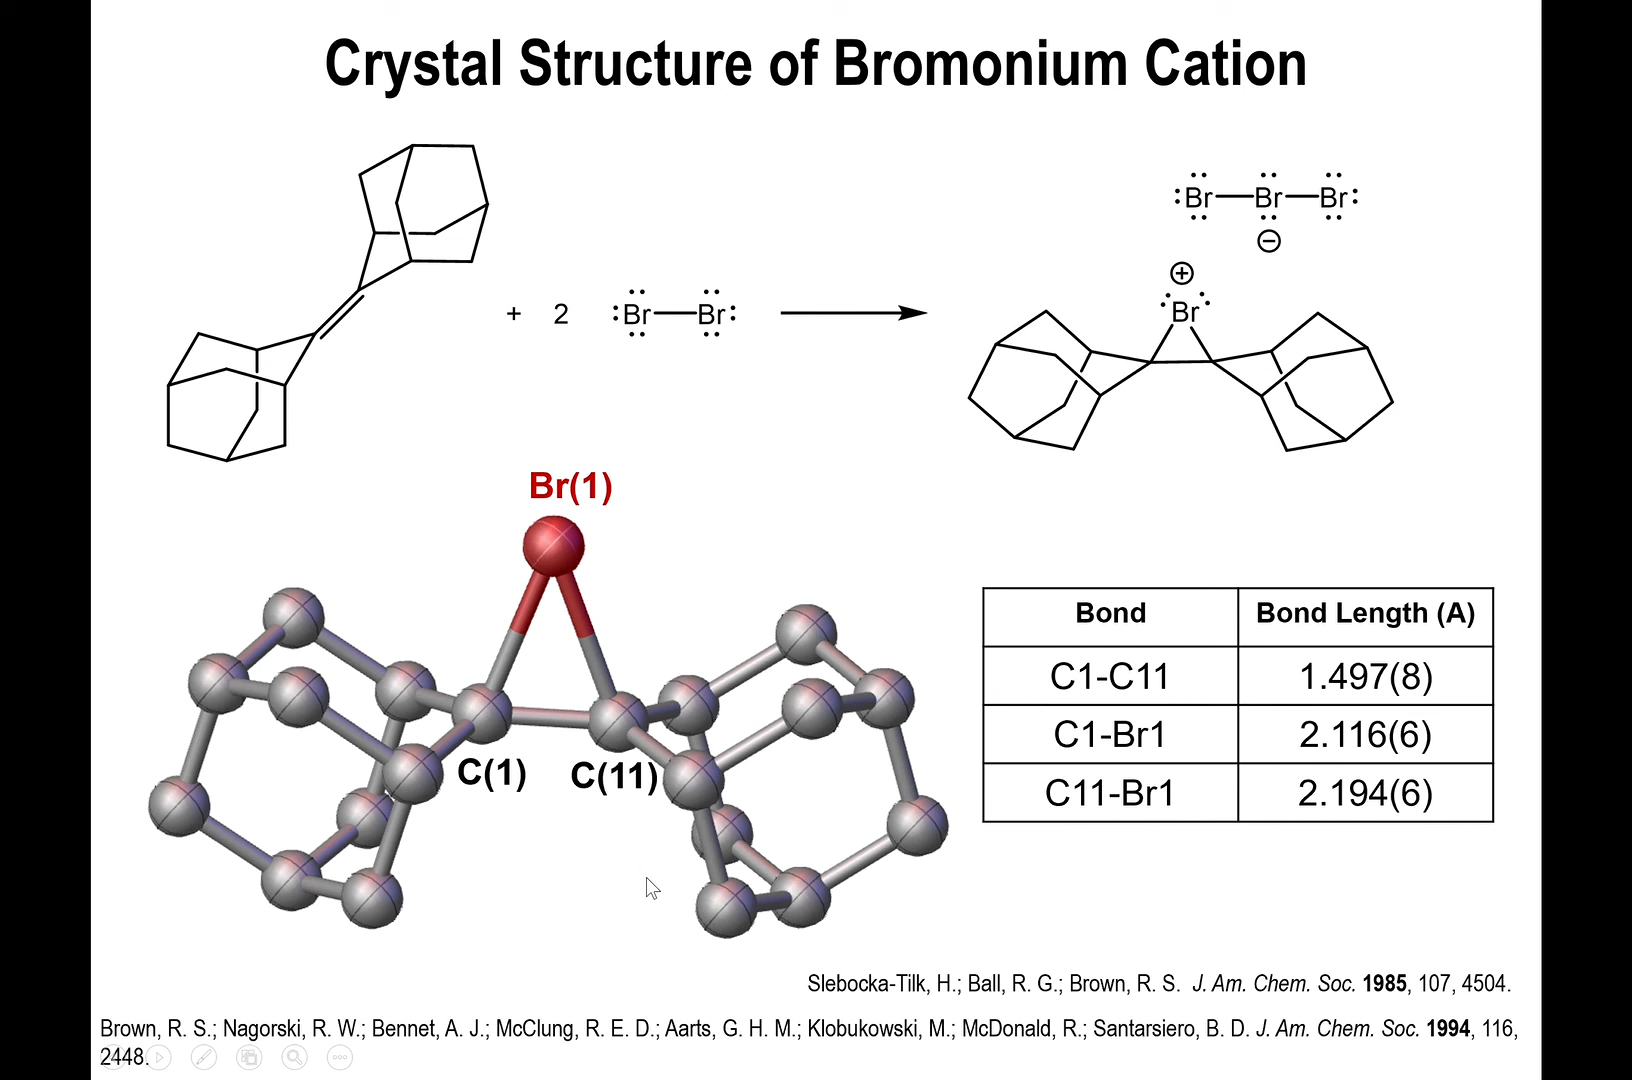 Crystal Structure of Bromonium Cation
:Br—Br—Br:
⊖
⊕
Br
+ 2 :Br—Br:
Br(1)
C(1) C(11)
Bond Bond Length (A)
C1-C11 1.497(8)
C1-Br1 2.116(6)
C11-Br1 2.194(6)
Slebocka-Tilk, H.; Ball, R. G.; Brown, R. S. J. Am. Chem. Soc. 1985, 107, 4504.
Brown, R. S.; Nagorski, R. W.; Bennet, A. J.; McClung, R. E. D.; Aarts, G. H. M.; Klobukowski, M.; McDonald, R.; Santarsiero, B. D. J. Am. Chem. Soc. 1994, 116,
2448.